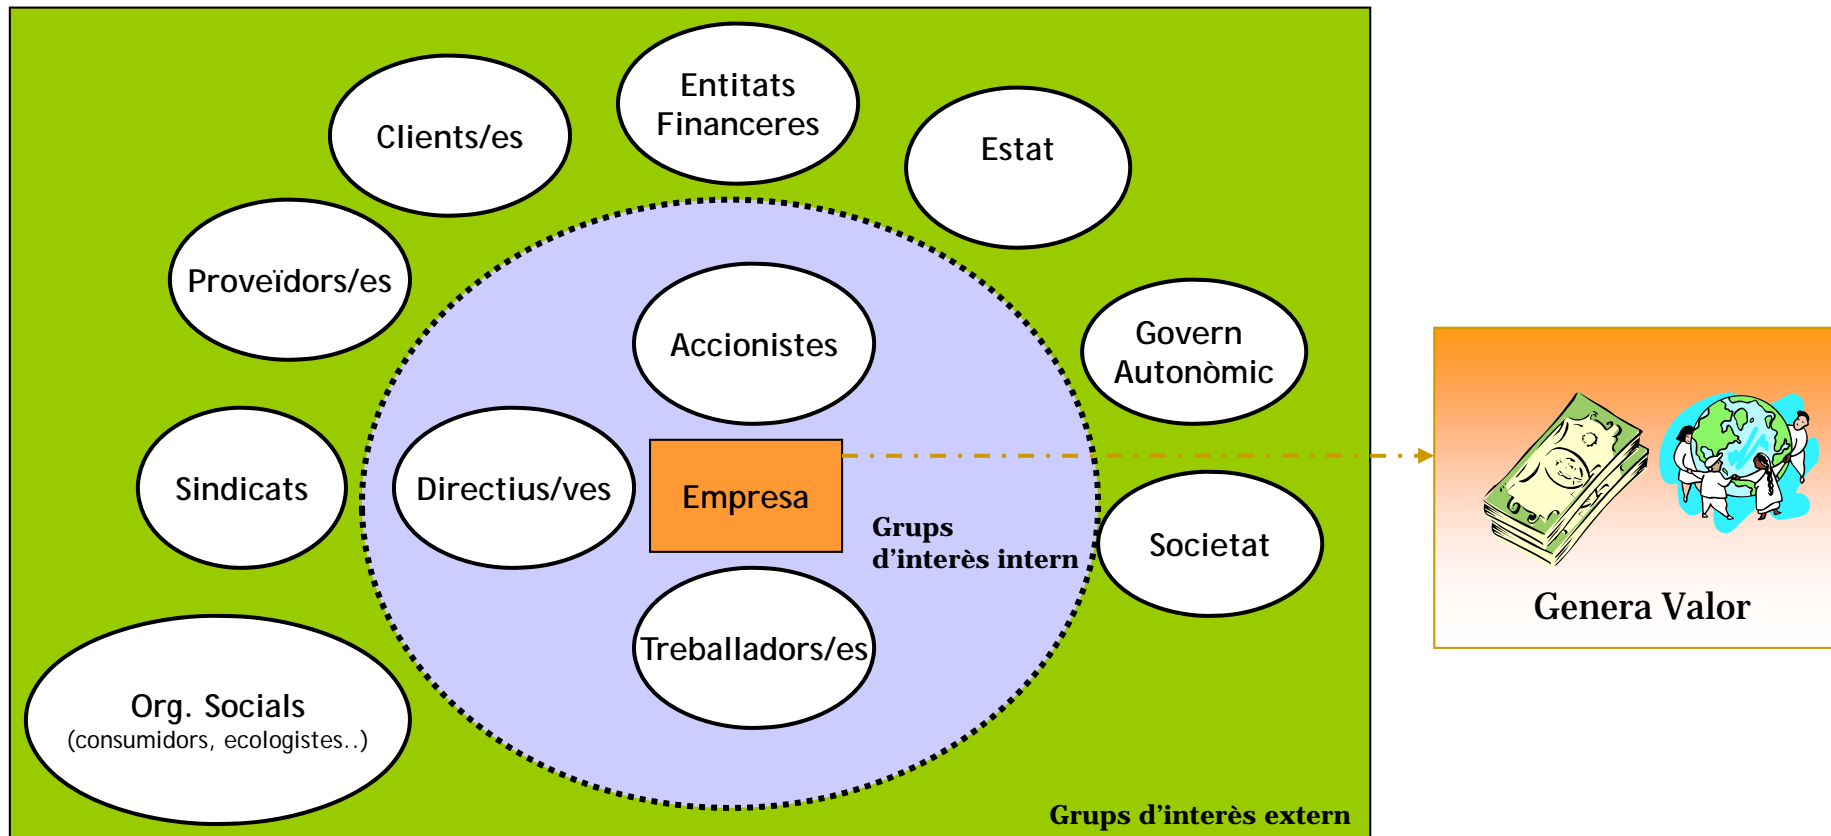 Entitats
Financeres
Clients/es
Estat
Proveïdors/es
Accionistes
Govern
Autonòmic
Sindicats
Directius/ves
Empresa
Grups
d’interès intern
Societat
Genera Valor
Treballadors/es
Org. Socials
(consumidors, ecologistes..)
Grups d’interès extern